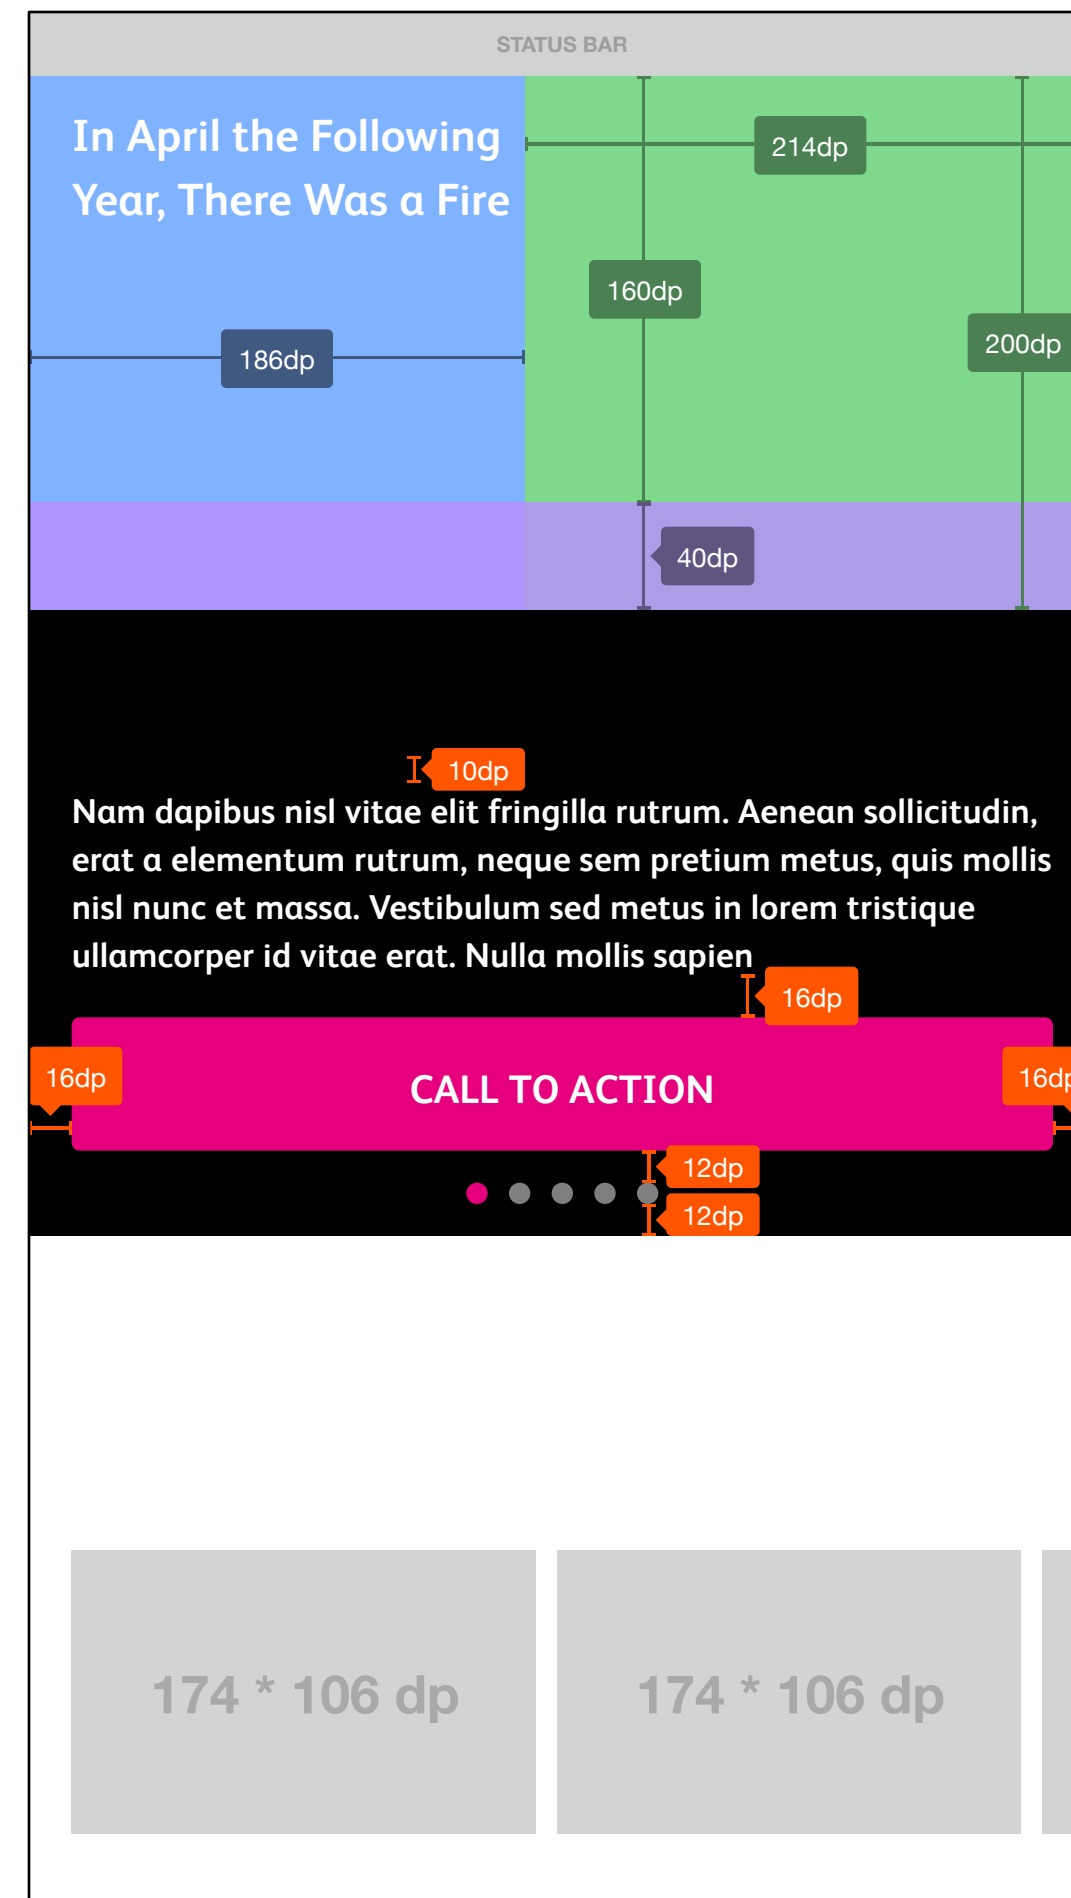 STATUS BAR
In April the Following
Year, There Was a Fire
214dp
160dp
200dp
186dp
40dp
10dp
Nam dapibus nisl vitae elit fringilla rutrum. Aenean sollicitudin,
erat a elementum rutrum, neque sem pretium metus, quis mollis
nisl nunc et massa. Vestibulum sed metus in lorem tristique
ullamcorper id vitae erat. Nulla mollis sapien
16dp
16dp
CALL TO ACTION
16dp
12dp
12dp
174 * 106 dp
174 * 106 dp